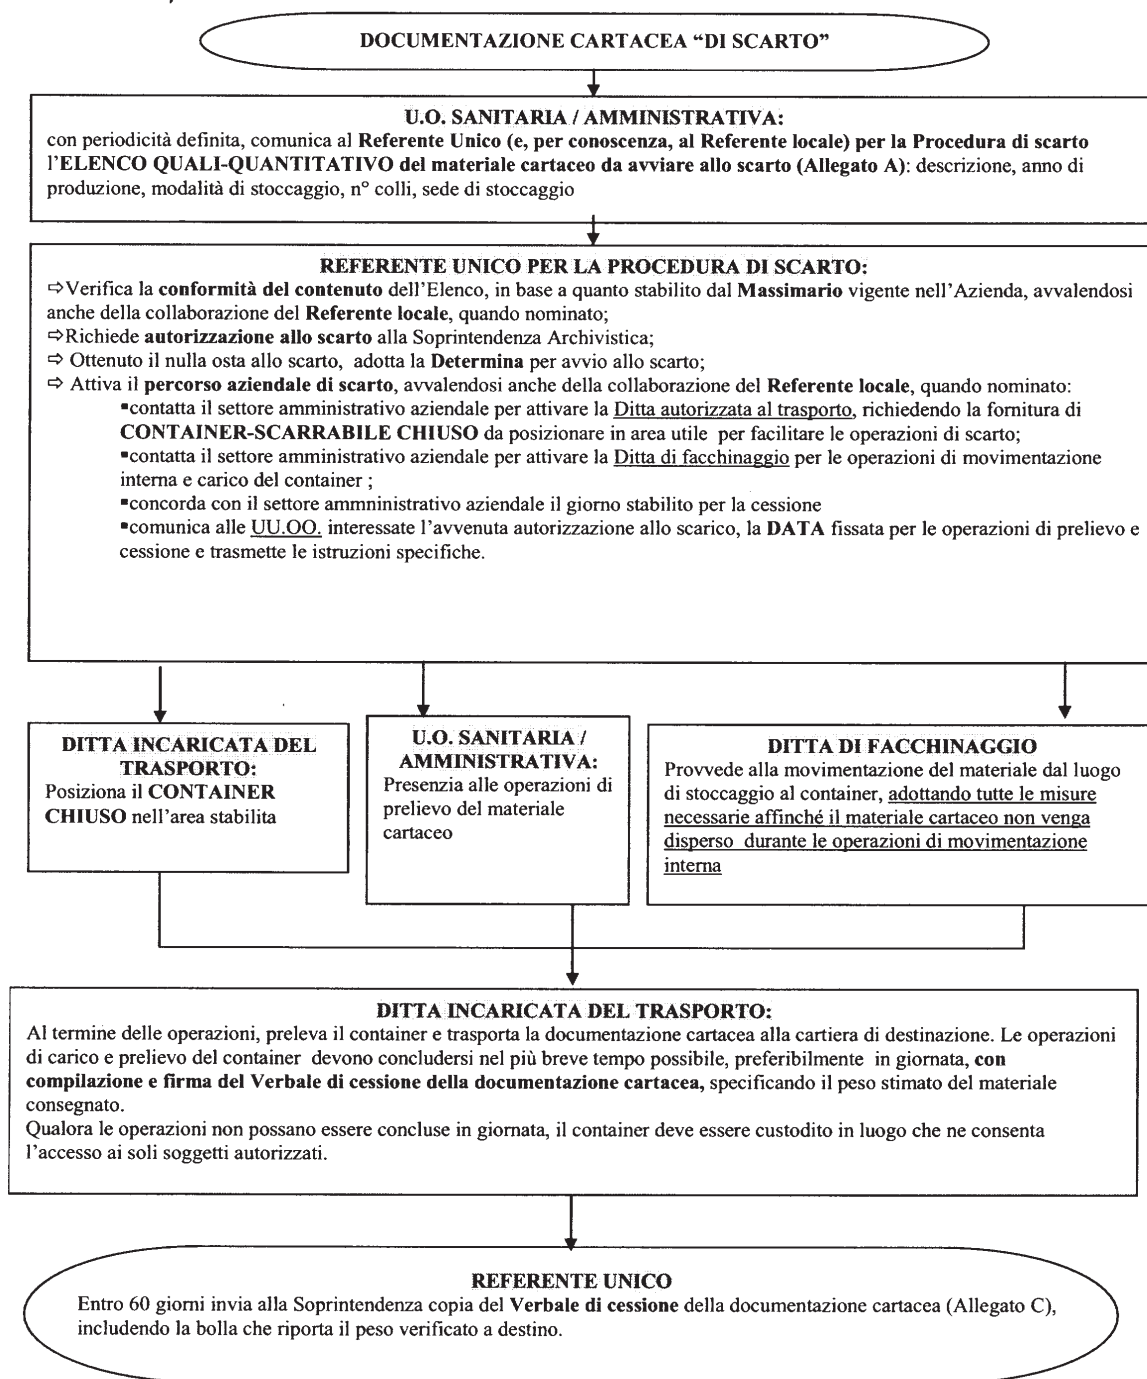 DOCUMENTAZIONE CARTACEA “DI SCARTO”
U.O. SANITARIA / AMMINISTRATIVA:
con periodicità definita, comunica al Referente Unico (e, per conoscenza, al Referente locale) per la Procedura di scarto
l’ELENCO QUALI-QUANTITATIVO del materiale cartaceo da avviare allo scarto (Allegato A): descrizione, anno di
produzione, modalità di stoccaggio, n° colli, sede di stoccaggio
REFERENTE UNICO PER LA PROCEDURA DI SCARTO:
⇨Verifica la conformità del contenuto dell’Elenco, in base a quanto stabilito dal Massimario vigente nell’Azienda, avvalendosi
anche della collaborazione del Referente locale, quando nominato;
⇨Richiede autorizzazione allo scarto alla Soprintendenza Archivistica;
⇨ Ottenuto il nulla osta allo scarto, adotta la Determina per avvio allo scarto;
⇨ Attiva il percorso aziendale di scarto, avvalendosi anche della collaborazione del Referente locale, quando nominato:
▪contatta il settore amministrativo aziendale per attivare la Ditta autorizzata al trasporto, richiedendo la fornitura di
CONTAINER-SCARRABILE CHIUSO da posizionare in area utile per facilitare le operazioni di scarto;
▪contatta il settore amministrativo aziendale per attivare la Ditta di facchinaggio per le operazioni di movimentazione
interna e carico del container ;
▪concorda con il settore ammninistrativo aziendale il giorno stabilito per la cessione
▪comunica alle UU.OO. interessate l’avvenuta autorizzazione allo scarico, la DATA fissata per le operazioni di prelievo e
cessione e trasmette le istruzioni specifiche.
DITTA INCARICATA DEL
TRASPORTO:
Posiziona il CONTAINER
CHIUSO nell’area stabilita
U.O. SANITARIA /
AMMINISTRATIVA:
Presenzia alle operazioni di
prelievo del materiale
cartaceo
DITTA DI FACCHINAGGIO
Provvede alla movimentazione del materiale dal luogo
di stoccaggio al container, adottando tutte le misure
necessarie affinché il materiale cartaceo non venga
disperso durante le operazioni di movimentazione
interna
DITTA INCARICATA DEL TRASPORTO:
Al termine delle operazioni, preleva il container e trasporta la documentazione cartacea alla cartiera di destinazione. Le operazioni
di carico e prelievo del container devono concludersi nel più breve tempo possibile, preferibilmente in giornata, con
compilazione e firma del Verbale di cessione della documentazione cartacea, specificando il peso stimato del materiale
consegnato.
Qualora le operazioni non possano essere concluse in giornata, il container deve essere custodito in luogo che ne consenta
l’accesso ai soli soggetti autorizzati.
REFERENTE UNICO
Entro 60 giorni invia alla Soprintendenza copia del Verbale di cessione della documentazione cartacea (Allegato C),
includendo la bolla che riporta il peso verificato a destino.